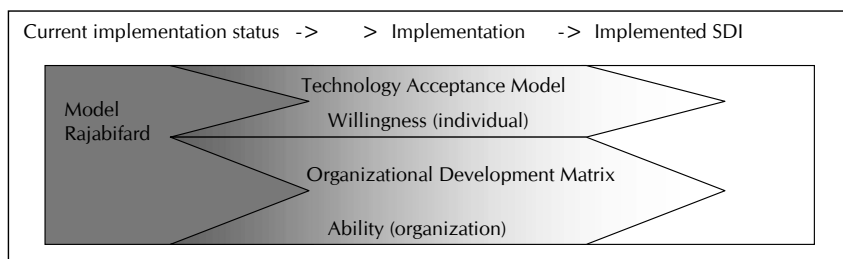 Current implementation status -> > Implementation -> Implemented SDI
Technology Acceptance Model
Model
Rajabifard
Willingness (individual)
Organizational Development Matrix
Ability (organization)